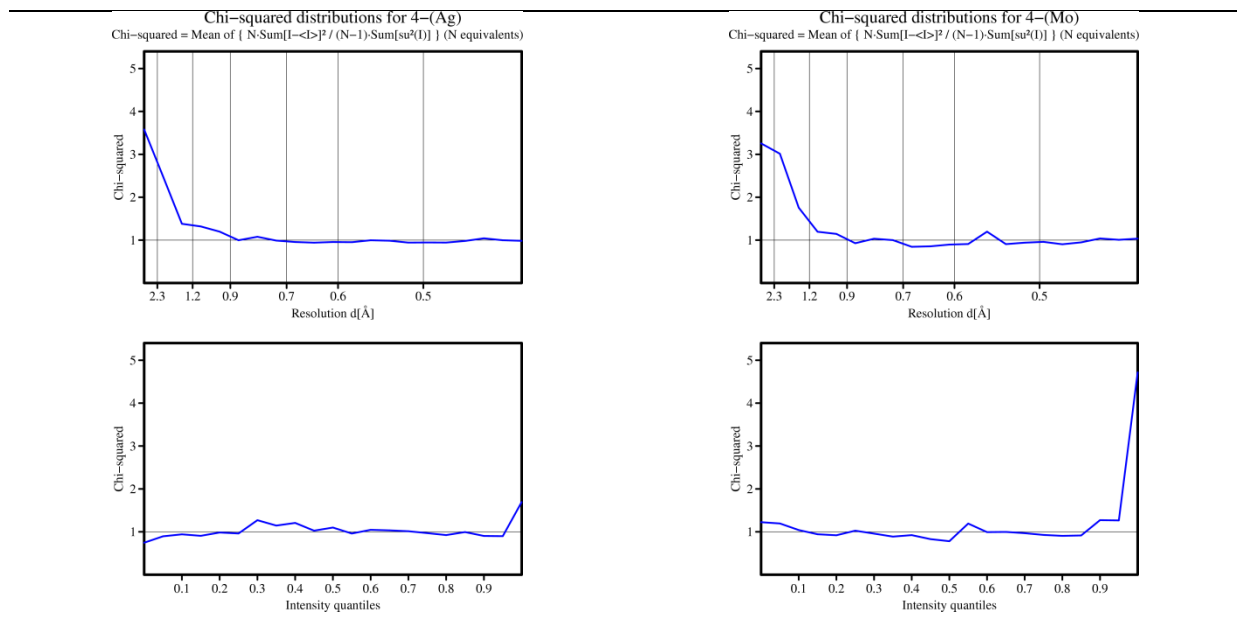 Chi−squared distributions for 4−(Ag)
Chi−squared = Mean of { N·Sum[I−<I>]² / (N−1)·Sum[su²(I)] } (N equivalents)
5
4
3
2
1
Chi−squared
2.3 1.2 0.9 0.7 0.6 0.5
Resolution d[Å]
5
4
3
2
1
Chi−squared
0.1 0.2 0.3 0.4 0.5 0.6 0.7 0.8 0.9
Intensity quantiles
Chi−squared distributions for 4−(Mo)
Chi−squared = Mean of { N·Sum[I−<I>]² / (N−1)·Sum[su²(I)] } (N equivalents)
5
4
3
2
1
Chi−squared
2.3 1.2 0.9 0.7 0.6 0.5
Resolution d[Å]
5
4
3
2
1
Chi−squared
0.1 0.2 0.3 0.4 0.5 0.6 0.7 0.8 0.9
Intensity quantiles